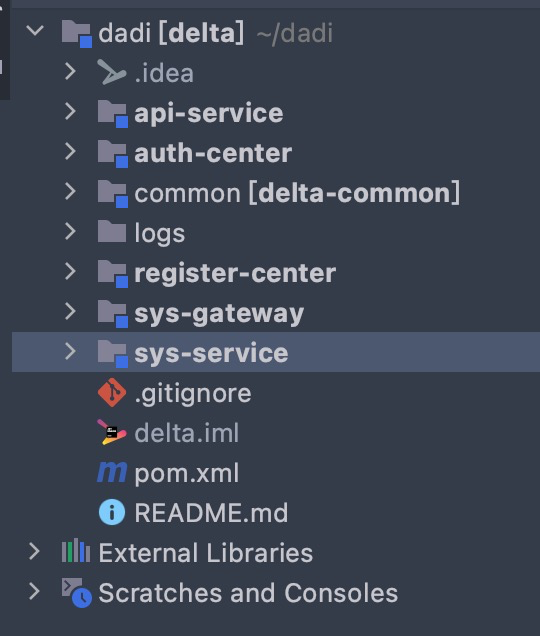 dadi [delta] ~/dadi
.idea
api-service
auth-center
common [delta-common]
logs
register-center
sys-gateway
sys-service
.gitignore
delta.iml
pom.xml
README.md
External Libraries
Scratches and Consoles